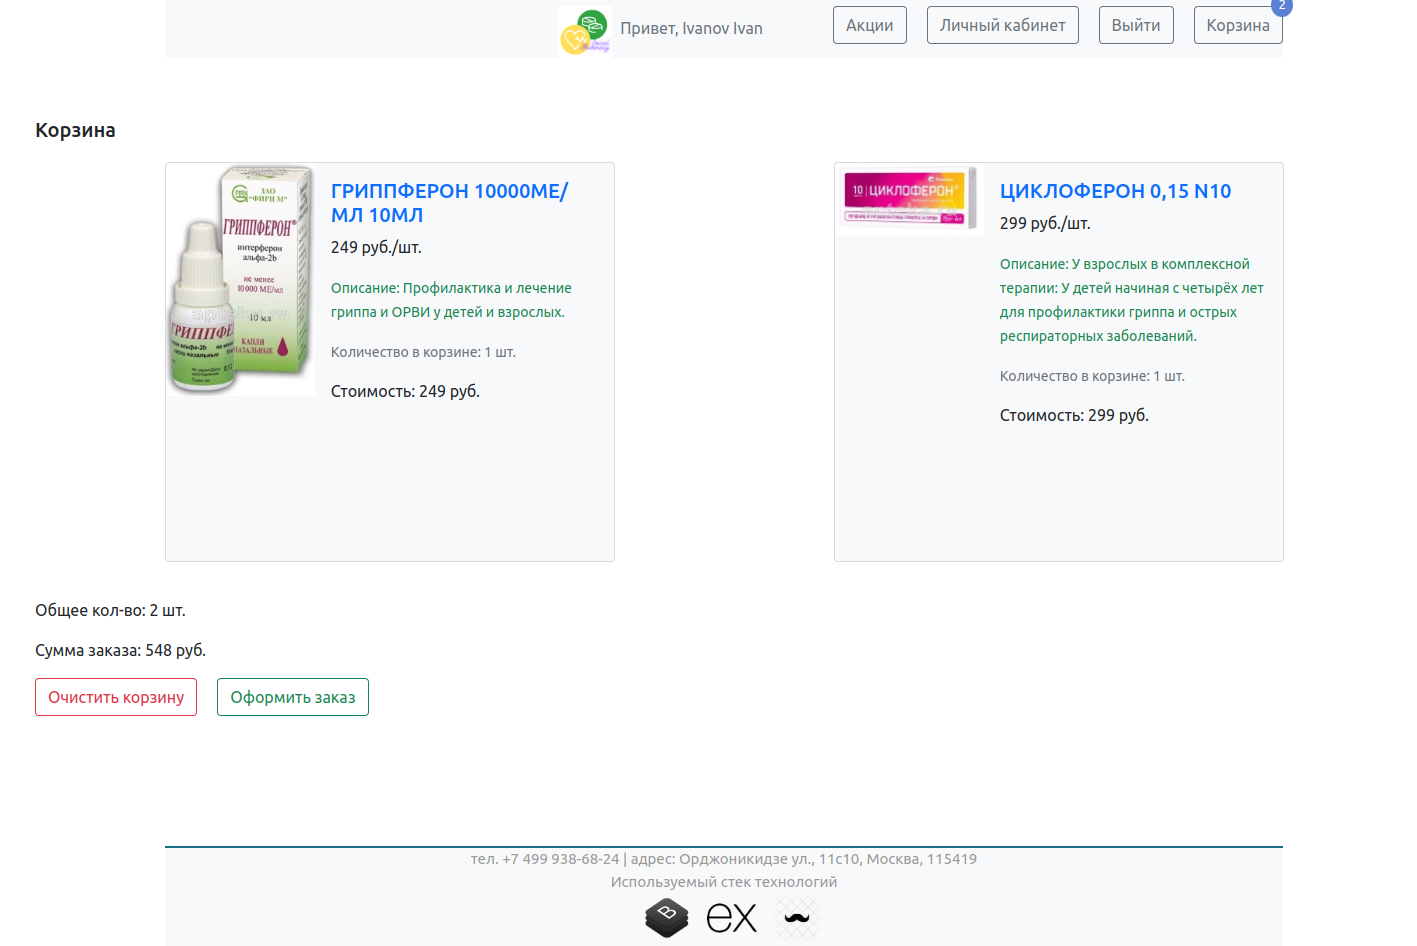 Привет, Ivanov Ivan
Акции
Личный кабинет
Выйти
Корзина
2
Корзина
ЗАО
"ФИРН М"
ГРИППФЕРОН®
интерферон
альфа-2b
не менее
10 000 МЕ/мл
10 мл
КАПЛИ
НАЗАЛЬНЫЕ
ГРИППФЕ
ГРИППФЕРОН 10000МЕ/
МЛ 10МЛ
249 руб./шт.
Описание: Профилактика и лечение
гриппа и ОРВИ у детей и взрослых.
Количество в корзине: 1 шт.
Стоимость: 249 руб.
10 ЦИКЛОФЕРОН®
ЦИКЛОФЕРОН 0,15 N10
299 руб./шт.
Описание: У взрослых в комплексной
терапии: У детей начиная с четырёх лет
для профилактики гриппа и острых
респираторных заболеваний.
Количество в корзине: 1 шт.
Стоимость: 299 руб.
Общее кол-во: 2 шт.
Сумма заказа: 548 руб.
Очистить корзину
Оформить заказ
тел. +7 499 938-68-24 | адрес: Орджоникидзе ул., 11с10, Москва, 115419
Используемый стек технологий
B
ex